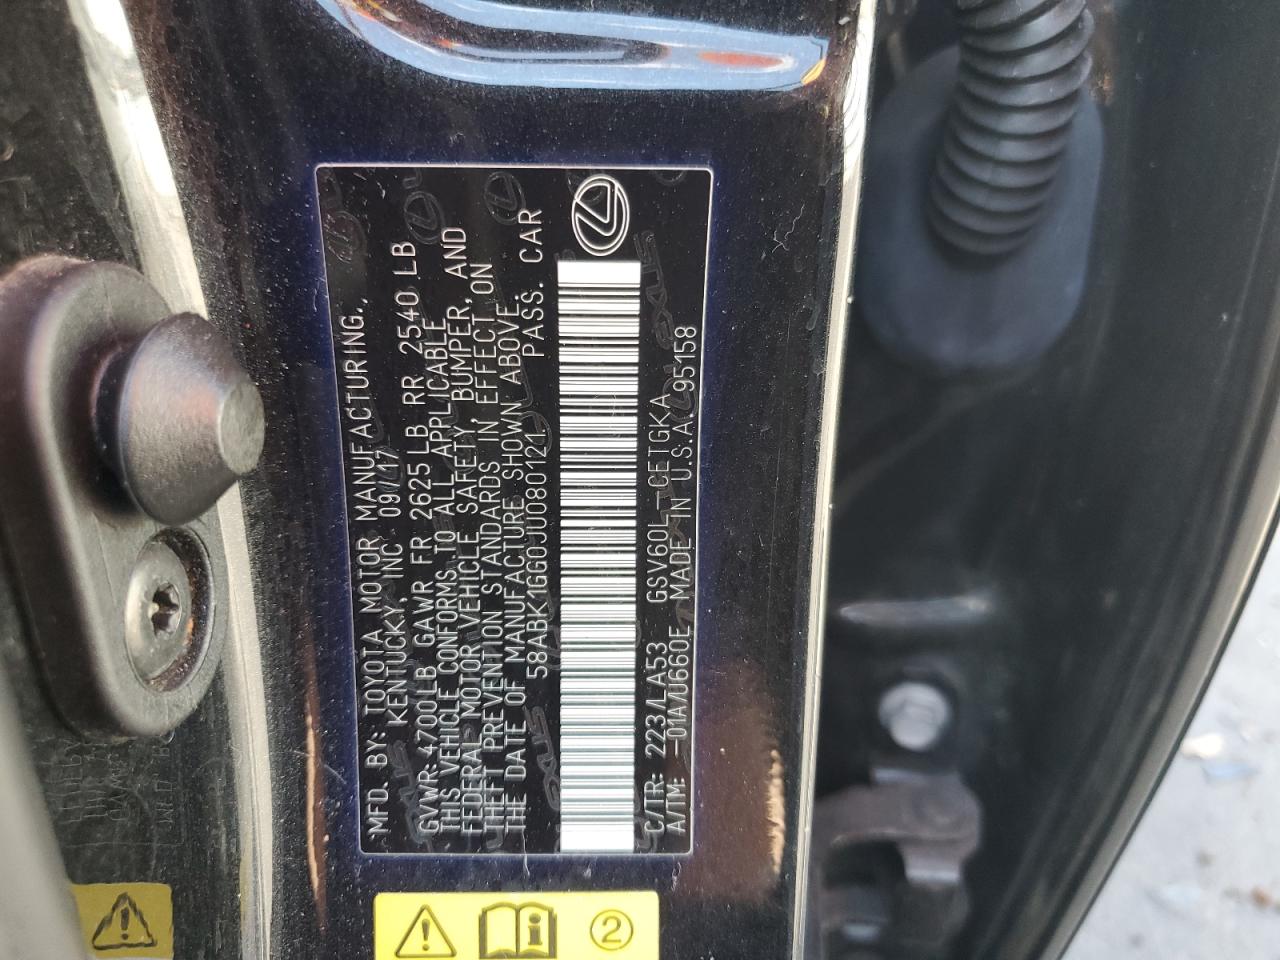 MFD. BY: TOYOTA MOTOR MANUFACTURING,
KENTUCKY, INC 09/17
GVWR: 4700LB GAWR FR 2625 LB RR 2540 LB
THIS VEHICLE CONFORMS TO ALL APPLICABLE
FEDERAL MOTOR VEHICLE SAFETY, BUMPER, AND
THEFT PREVENTION STANDARDS IN EFFECT ON
THE DATE OF MANUFACTURE SHOWN ABOVE.
58ABK1GG0JU080121 PASS. CAR
C/TR: 223/LA53 GSV60L-CETGKA
A/TM: -01A/U660E MADE IN U.S.A. 95158
2